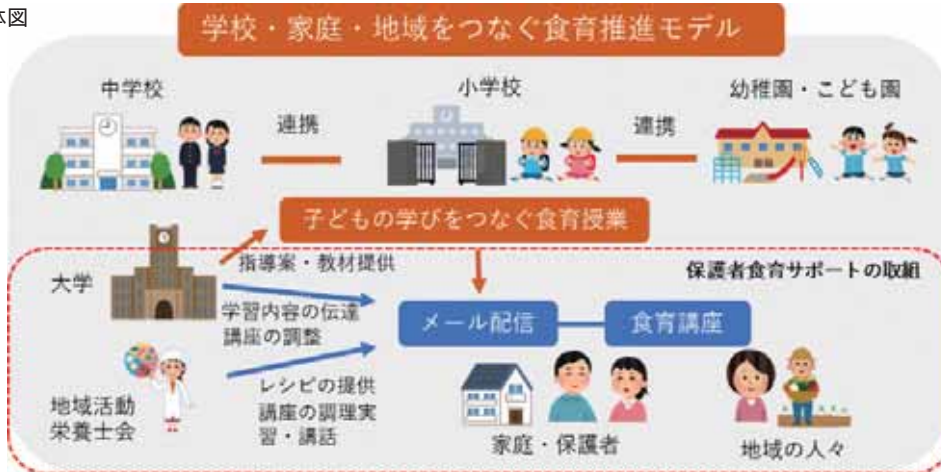 体図
学校・家庭・地域をつなぐ食育推進モデル
中学校
小学校
幼稚園・こども園
連携
連携
子どもの学びをつなぐ食育授業
大学
指導案・教材提供
保護者食育サポートの取組
学習内容の伝達
講座の調整
メール配信
食育講座
地域活動
栄養士会
レシピの提供
講座の調理実
習・講話
家庭・保護者
地域の人々